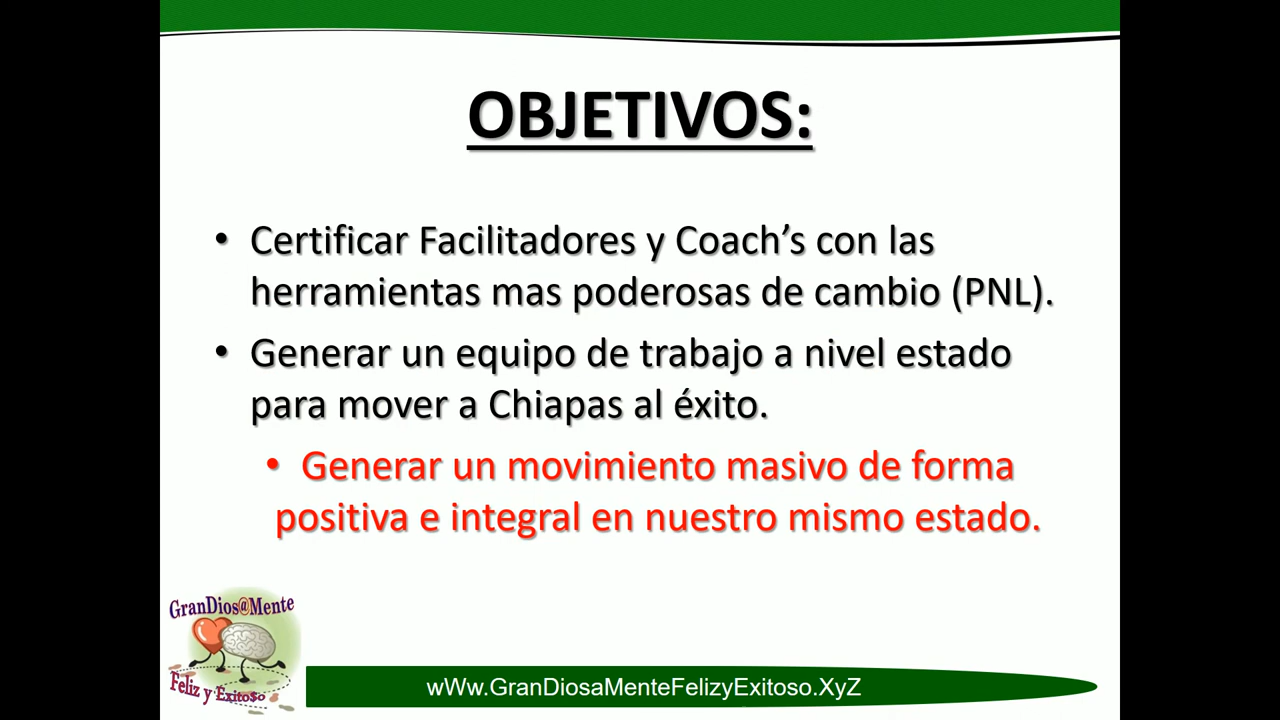 OBJETIVOS:
• Certificar Facilitadores y Coach’s con las
herramientas mas poderosas de cambio (PNL).
• Generar un equipo de trabajo a nivel estado
para mover a Chiapas al éxito.
• Generar un movimiento masivo de forma
positiva e integral en nuestro mismo estado.
GranDios@Mente
Feliz y Exito$o
wWw.GranDiosaMenteFelizyExitoso.XyZ